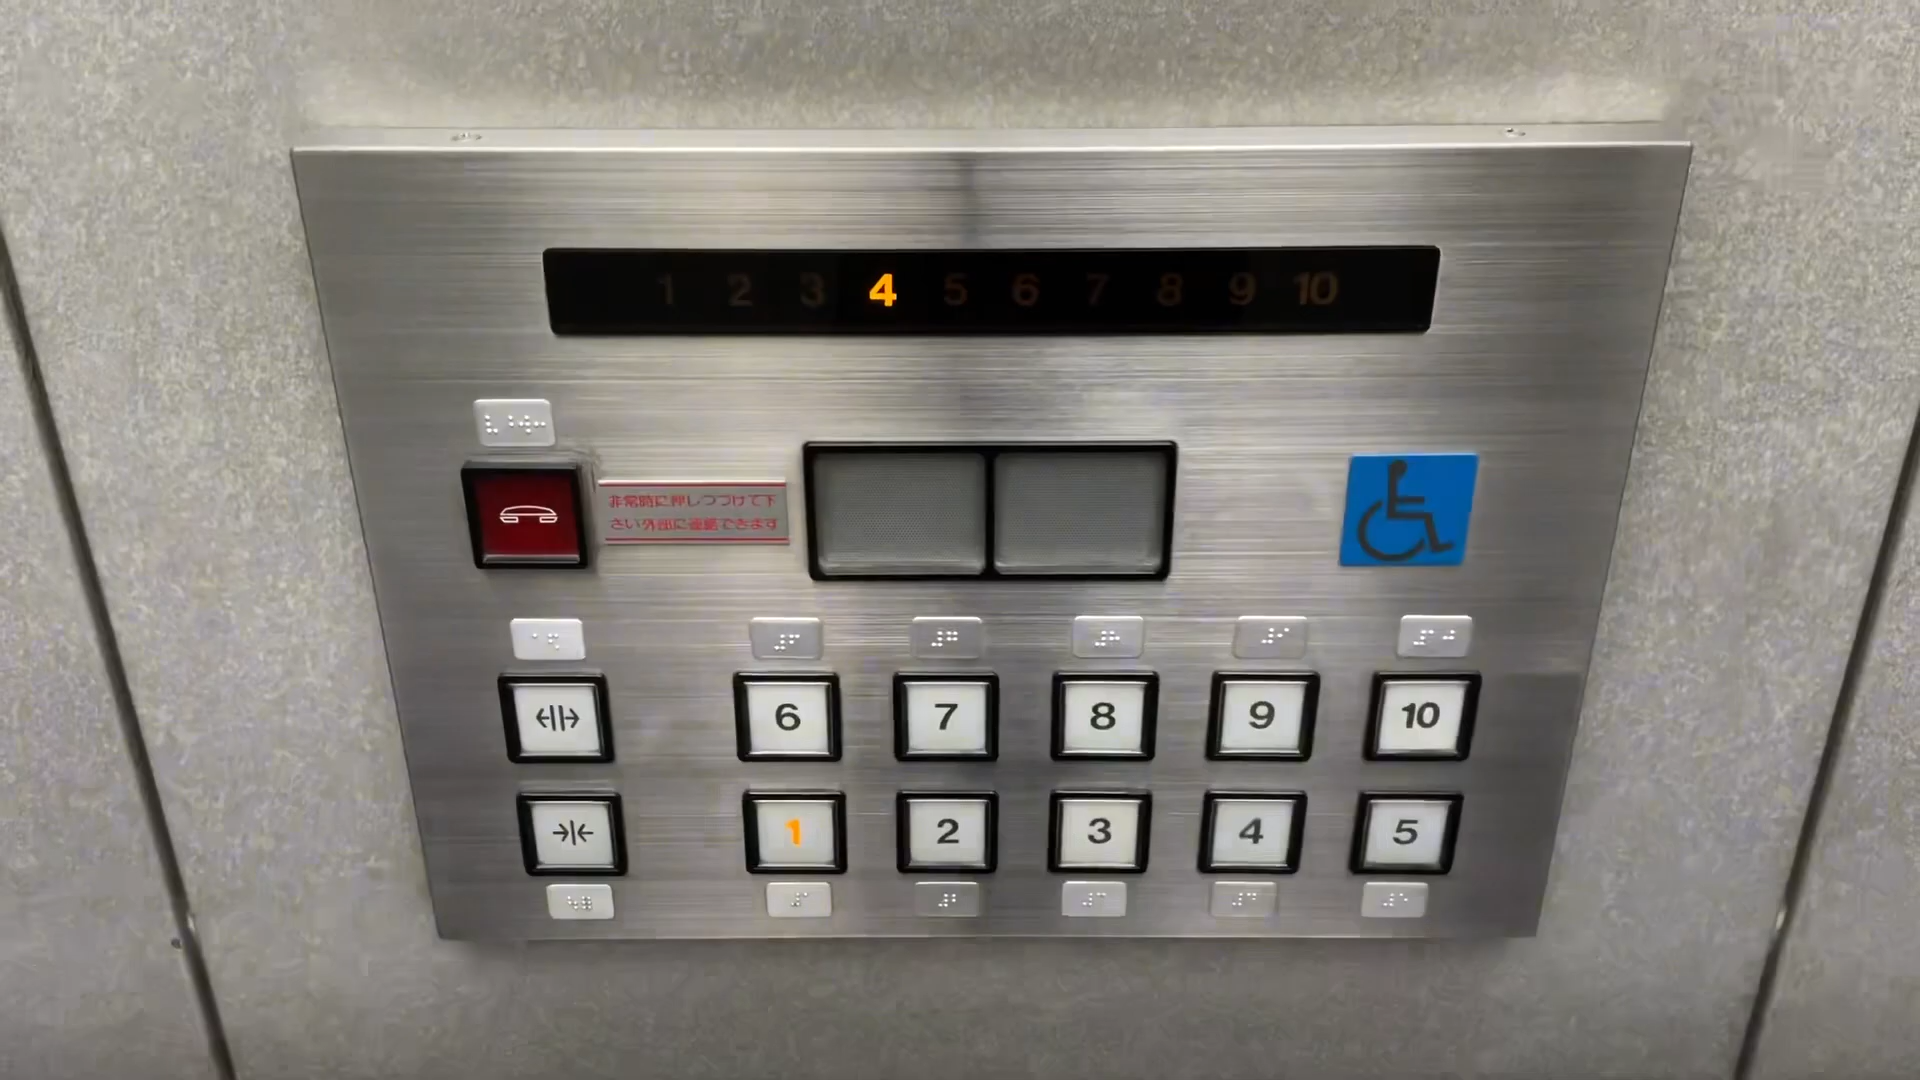 1 2 3 4 5 6 7 8 9 10
非常時に押しつづけて下
さい外部に連絡できます
6 7 8 9 10
1 2 3 4 5